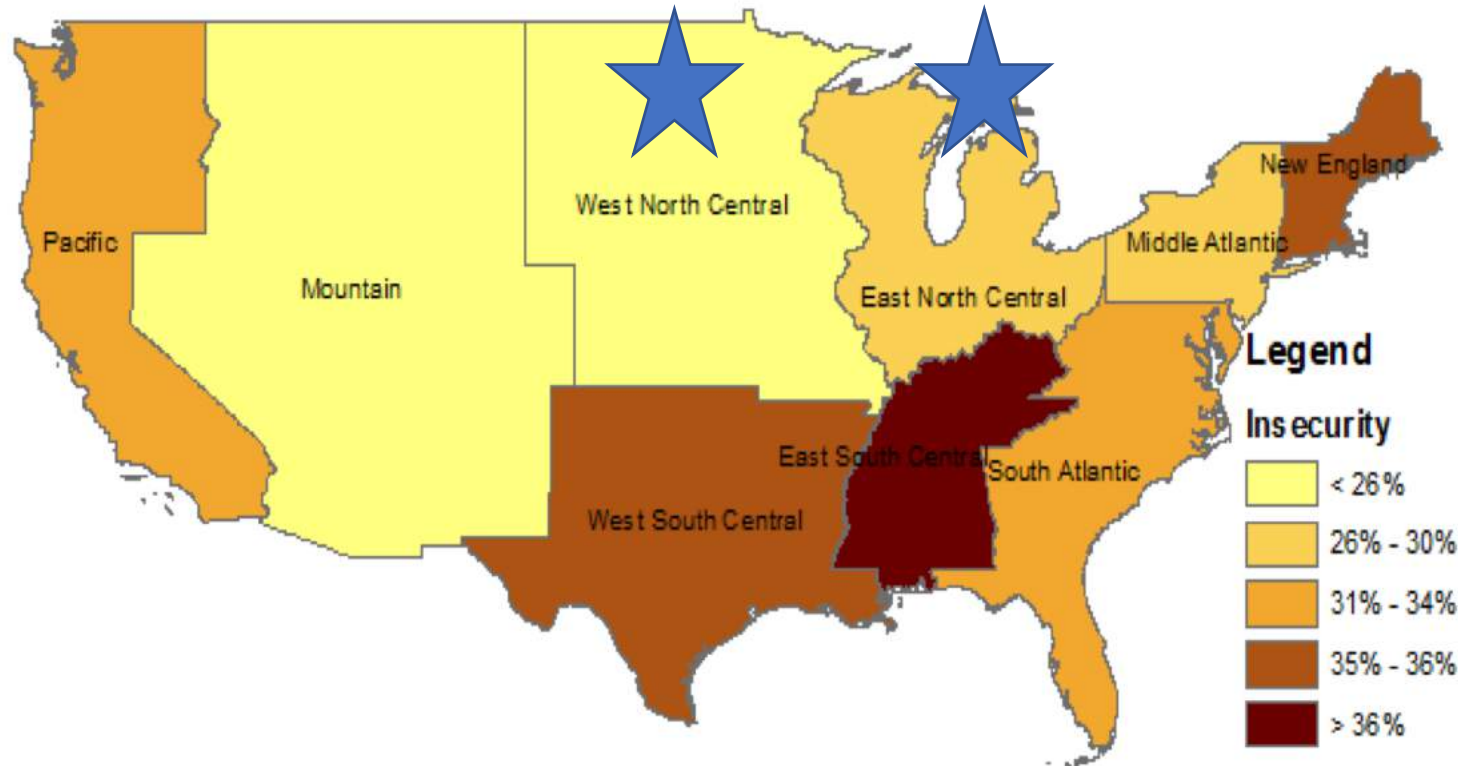 New England
West North Central
Pacific
Middle Atlantic
Mountain
East North Central
Legend
Insecurity
East South Central
South Atlantic
West South Central
< 26%
26% - 30%
31% - 34%
35% - 36%
> 36%